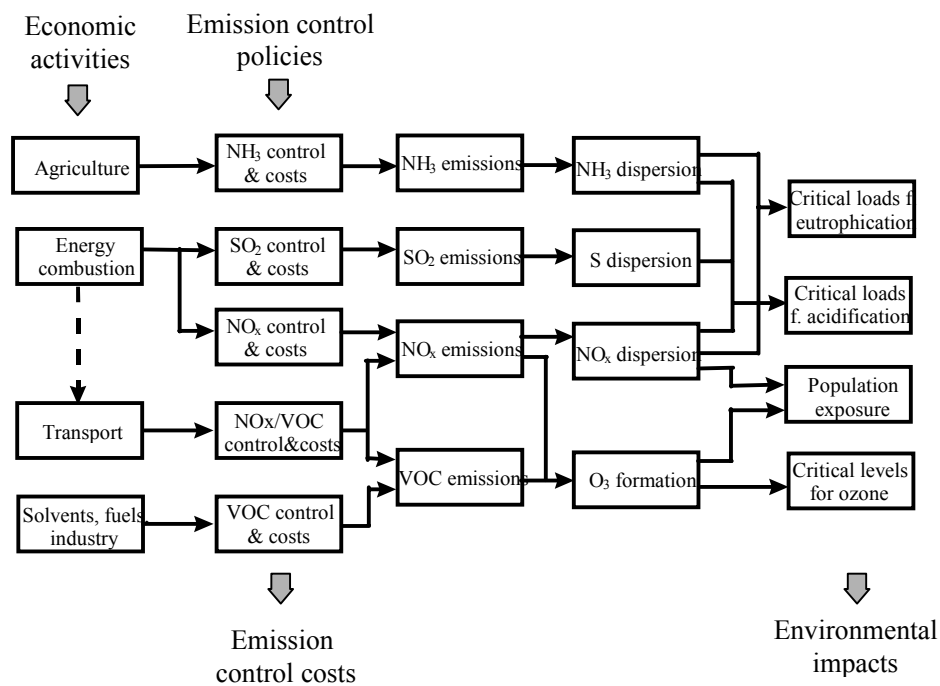 Economic
activities
Emission control
policies
Agriculture
NH₃ control
& costs
NH₃ emissions
NH₃ dispersion
Critical loads f.
eutrophication
Energy
combustion
SO₂ control
& costs
SO₂ emissions
S dispersion
Critical loads
f. acidification
NOₓ control
& costs
NOₓ emissions
NOₓ dispersion
Population
exposure
Transport
NOx/VOC
control&costs
VOC emissions
O₃ formation
Critical levels
for ozone
Solvents, fuels,
industry
VOC control
& costs
Emission
control costs
Environmental
impacts